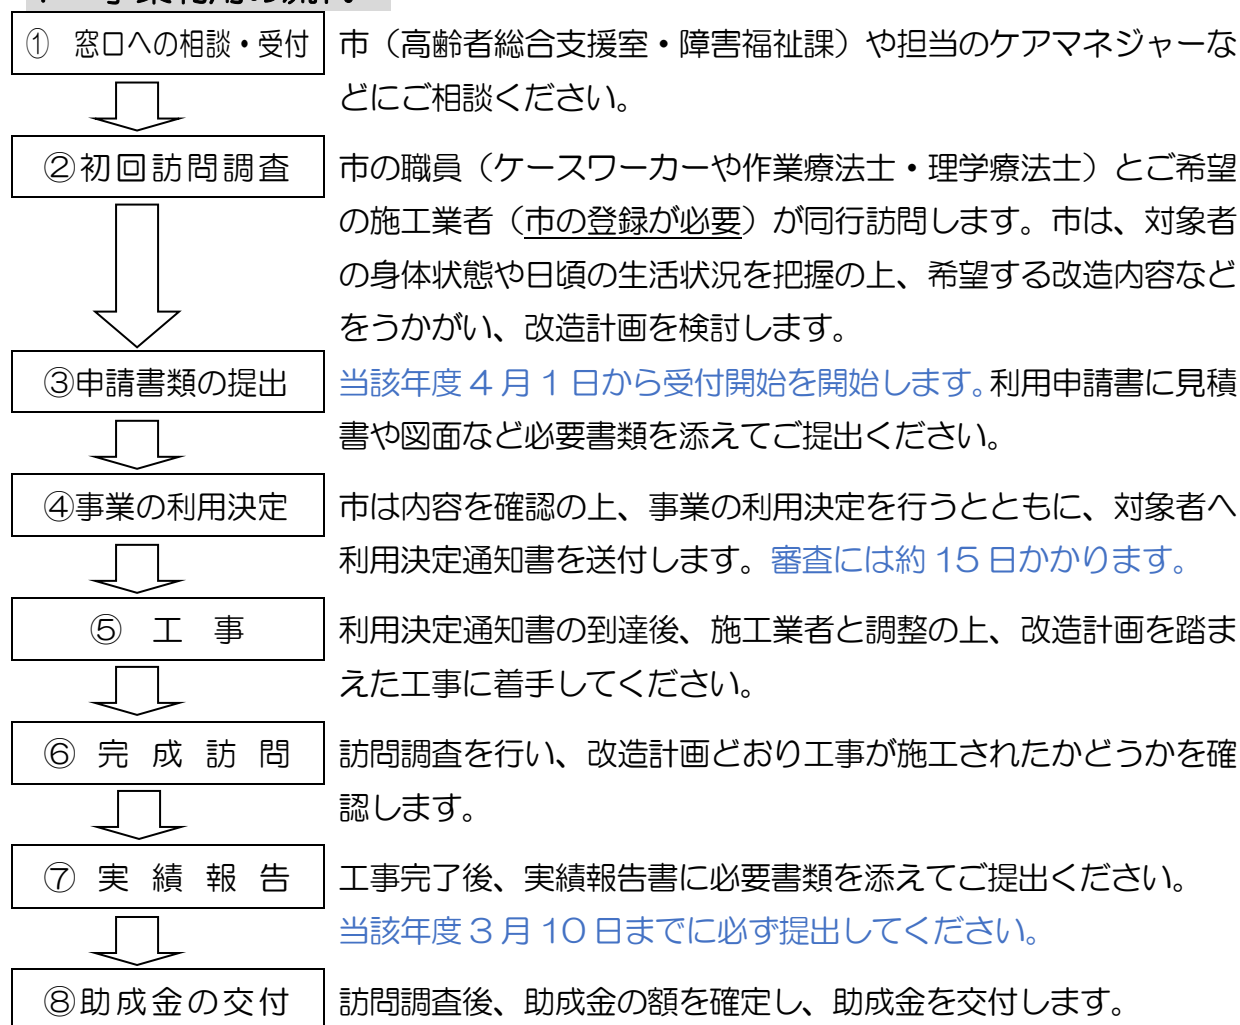 ① 窓口への相談・受付
市（高齢者総合支援室・障害福祉課）や担当のケアマネジャーな
どにご相談ください。
②初回訪問調査
市の職員（ケースワーカーや作業療法士・理学療法士）とご希望
の施工業者（市の登録が必要）が同行訪問します。市は、対象者
の身体状態や日頃の生活状況を把握の上、希望する改造内容など
をうかがい、改造計画を検討します。
③申請書類の提出
当該年度４月１日から受付開始を開始します。利用申請書に見積
書や図面など必要書類を添えてご提出ください。
④事業の利用決定
市は内容を確認の上、事業の利用決定を行うとともに、対象者へ
利用決定通知書を送付します。審査には約 15 日かかります。
⑤ 工 事
利用決定通知書の到達後、施工業者と調整の上、改造計画を踏ま
えた工事に着手してください。
⑥ 完 成 訪 問
訪問調査を行い、改造計画どおり工事が施工されたかどうかを確
認します。
⑦ 実 績 報 告
工事完了後、実績報告書に必要書類を添えてご提出ください。
当該年度３月 10 日までに必ず提出してください。
⑧助成金の交付
訪問調査後、助成金の額を確定し、助成金を交付します。